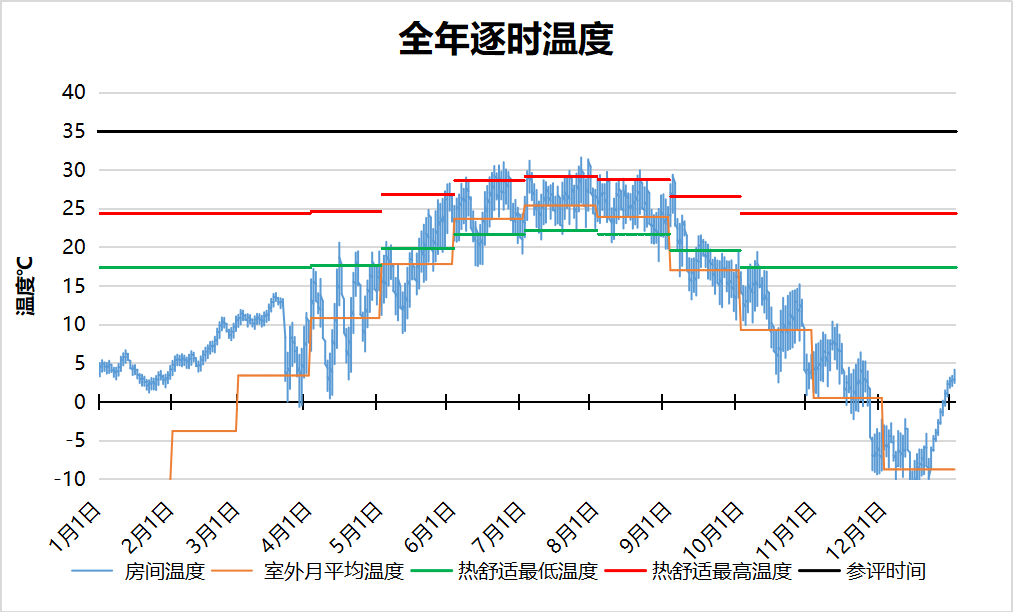 全年逐时温度
40
35
30
25
20
15
10
5
0
-5
-10
温度℃
1月1日
2月1日
3月1日
4月1日
5月1日
6月1日
7月1日
8月1日
9月1日
10月1日
11月1日
12月1日
房间温度 室外月平均温度 热舒适最低温度 热舒适最高温度 参评时间